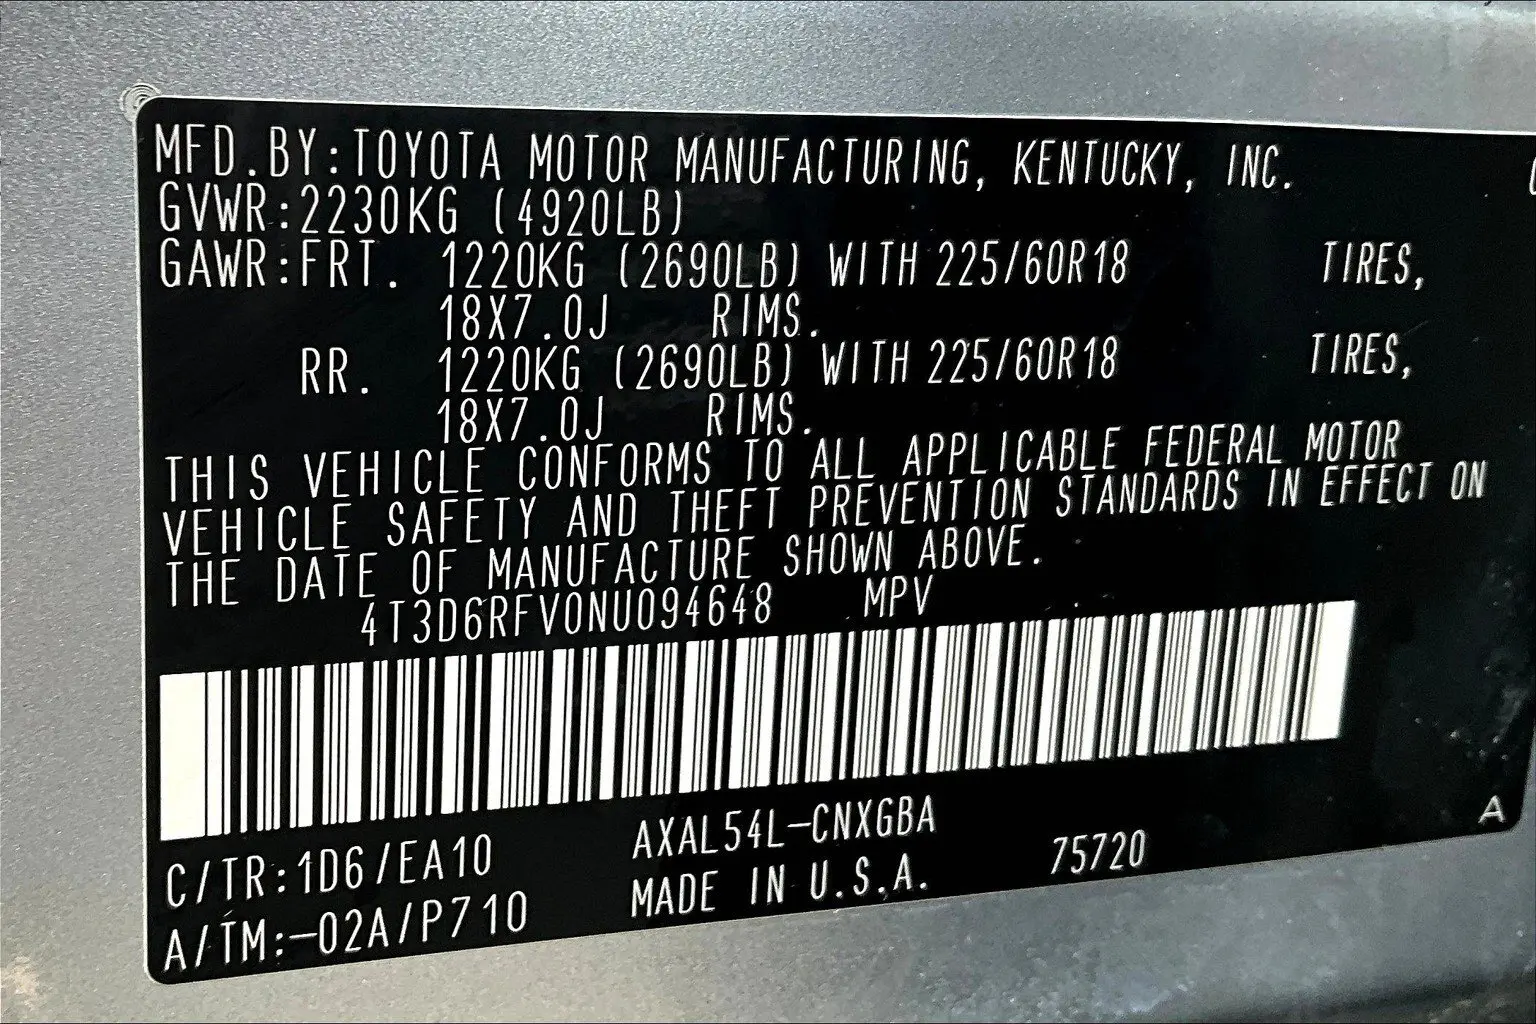 MFD.BY:TOYOTA MOTOR MANUFACTURING, KENTUCKY, INC.
GVWR:2230KG (4920LB)
GAWR:FRT. 1220KG (2690LB) WITH 225/60R18 TIRES,
18X7.0J RIMS.
RR. 1220KG (2690LB) WITH 225/60R18 TIRES,
18X7.0J RIMS.
THIS VEHICLE CONFORMS TO ALL APPLICABLE FEDERAL MOTOR
VEHICLE SAFETY AND THEFT PREVENTION STANDARDS IN EFFECT ON
THE DATE OF MANUFACTURE SHOWN ABOVE.
4T3D6RFV0NU094648 MPV
C/TR:1D6/EA10 AXAL54L-CNXGBA
A/TM:-02A/P710 MADE IN U.S.A. 75720 A